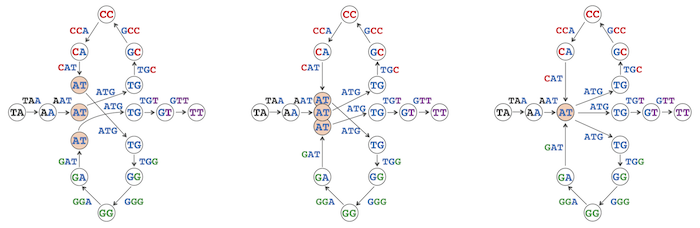 CC
CCA GCC
CA GC
CAT TGC
AT TG
ATG
TAA AAT TGT GTT
ATG
TA AA AT TG GT TT
ATG
AT TG
GAT TGG
GA GG
GGA GGG
GG
CC
CCA GCC
CA GC
CAT TGC
TG
ATG
TAA AAT AT TGT GTT
ATG
TA AA AT TG GT TT
AT ATG
TG
GAT TGG
GA GG
GGA GGG
GG
CC
CCA GCC
CA GC
CAT TGC
TG
ATG
TAA AAT TGT GTT
ATG
TA AA AT TG GT TT
ATG
TG
GAT TGG
GA GG
GGA GGG
GG